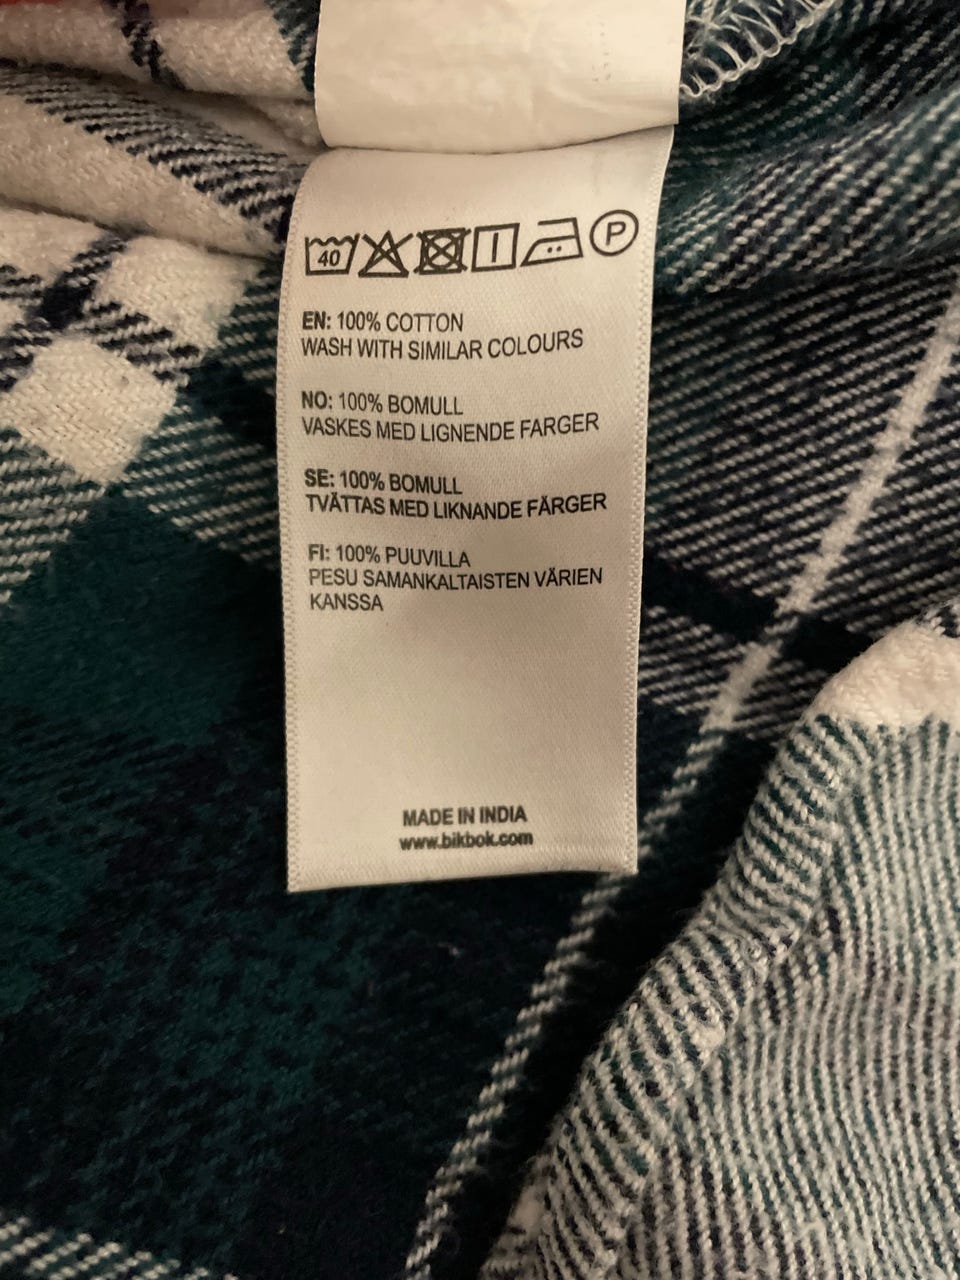 40 P
EN: 100% COTTON
WASH WITH SIMILAR COLOURS
NO: 100% BOMULL
VASKES MED LIGNENDE FARGER
SE: 100% BOMULL
TVÄTTAS MED LIKNANDE FÄRGER
FI: 100% PUUVILLA
PESU SAMANKALTAISTEN VÄRIEN
KANSSA
MADE IN INDIA
www.bikbok.com